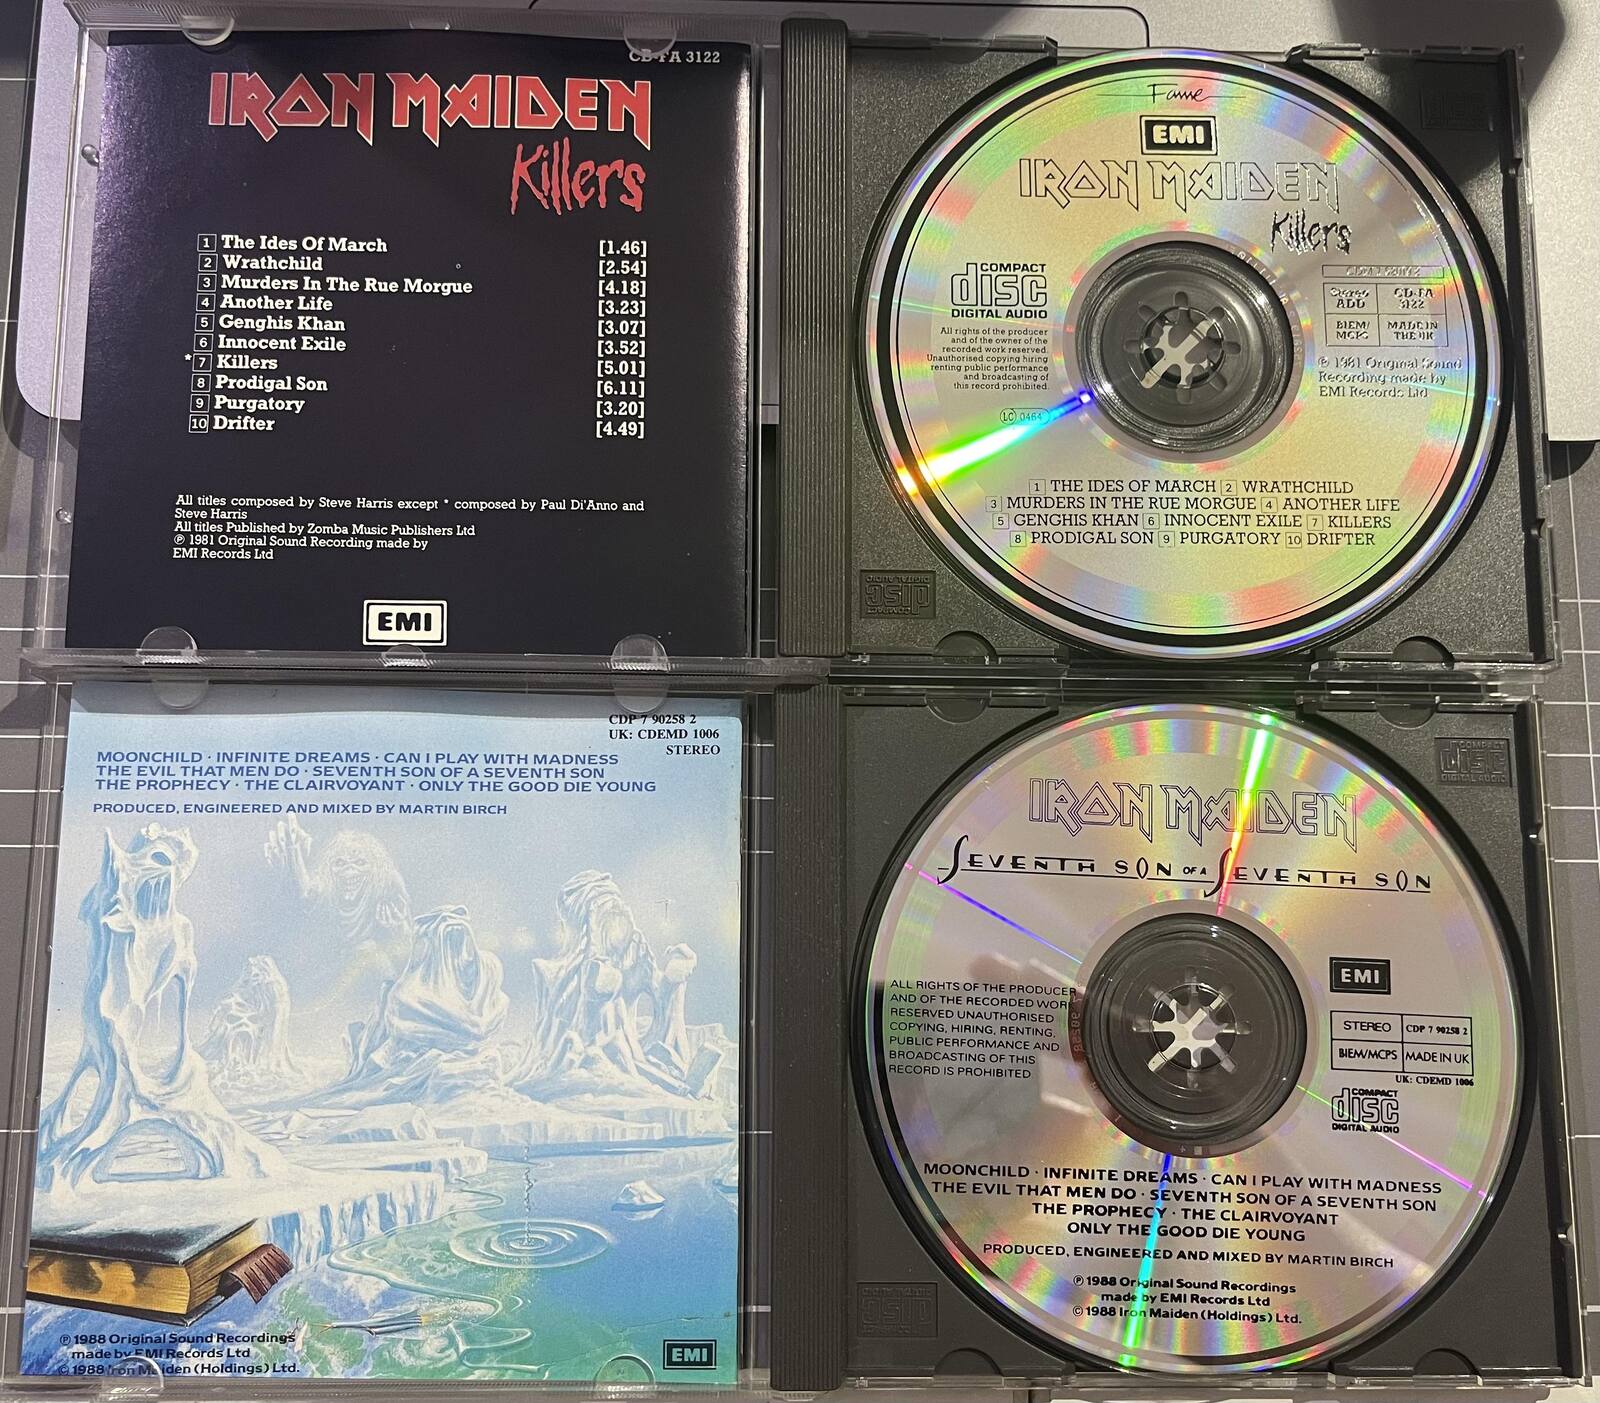 CD-FA 3122
IRON MAIDEN
Killers
1 The Ides Of March [1.46]
2 Wrathchild [2.54]
3 Murders In The Rue Morgue [4.18]
4 Another Life [3.23]
5 Genghis Khan [3.07]
6 Innocent Exile [3.52]
*7 Killers [5.01]
8 Prodigal Son [6.11]
9 Purgatory [3.20]
10 Drifter [4.49]
All titles composed by Steve Harris except * composed by Paul Di'Anno and
Steve Harris
All titles Published by Zomba Music Publishers Ltd
℗ 1981 Original Sound Recording made by
EMI Records Ltd
EMI
Fame
EMI
IRON MAIDEN
Killers
COMPACT
disc
DIGITAL AUDIO
All rights of the producer
and of the owner of the
recorded work reserved.
Unauthorised copying hiring
renting public performance
and broadcasting of
this record prohibited.
LC 0464
Stereo
ADD
CD-FA
3122
BIEM/
MCPS
MADE IN
THE UK
℗ 1981 Original Sound
Recording made by
EMI Records Ltd
1 THE IDES OF MARCH 2 WRATHCHILD
3 MURDERS IN THE RUE MORGUE 4 ANOTHER LIFE
5 GENGHIS KHAN 6 INNOCENT EXILE 7 KILLERS
8 PRODIGAL SON 9 PURGATORY 10 DRIFTER
COMPACT
disc
DIGITAL AUDIO
CDP 7 90258 2
UK: CDEMD 1006
STEREO
MOONCHILD · INFINITE DREAMS · CAN I PLAY WITH MADNESS
THE EVIL THAT MEN DO · SEVENTH SON OF A SEVENTH SON
THE PROPHECY · THE CLAIRVOYANT · ONLY THE GOOD DIE YOUNG
PRODUCED, ENGINEERED AND MIXED BY MARTIN BIRCH
℗ 1988 Original Sound Recordings
made by EMI Records Ltd
© 1988 Iron Maiden (Holdings) Ltd.
EMI
COMPACT
disc
DIGITAL AUDIO
IRON MAIDEN
SEVENTH SON OF A SEVENTH SON
EMI
ALL RIGHTS OF THE PRODUCER
AND OF THE RECORDED WORK
RESERVED UNAUTHORISED
COPYING, HIRING, RENTING,
PUBLIC PERFORMANCE AND
BROADCASTING OF THIS
RECORD IS PROHIBITED.
STEREO CDP 7 90258 2
BIEM/MCPS MADE IN UK
UK: CDEMD 1006
COMPACT
disc
DIGITAL AUDIO
MOONCHILD · INFINITE DREAMS · CAN I PLAY WITH MADNESS
THE EVIL THAT MEN DO · SEVENTH SON OF A SEVENTH SON
THE PROPHECY · THE CLAIRVOYANT
ONLY THE GOOD DIE YOUNG
PRODUCED, ENGINEERED AND MIXED BY MARTIN BIRCH
℗ 1988 Original Sound Recordings
made by EMI Records Ltd
© 1988 Iron Maiden (Holdings) Ltd.